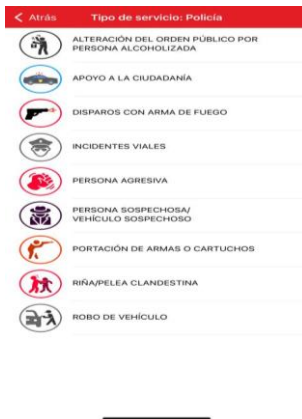 Atrás
Tipo de servicio: Policía
ALTERACIÓN DEL ORDEN PÚBLICO POR
PERSONA ALCOHOLIZADA
APOYO A LA CIUDADANÍA
DISPAROS CON ARMA DE FUEGO
INCIDENTES VIALES
PERSONA AGRESIVA
PERSONA SOSPECHOSA/
VEHÍCULO SOSPECHOSO
PORTACIÓN DE ARMAS O CARTUCHOS
RIÑA/PELEA CLANDESTINA
ROBO DE VEHÍCULO